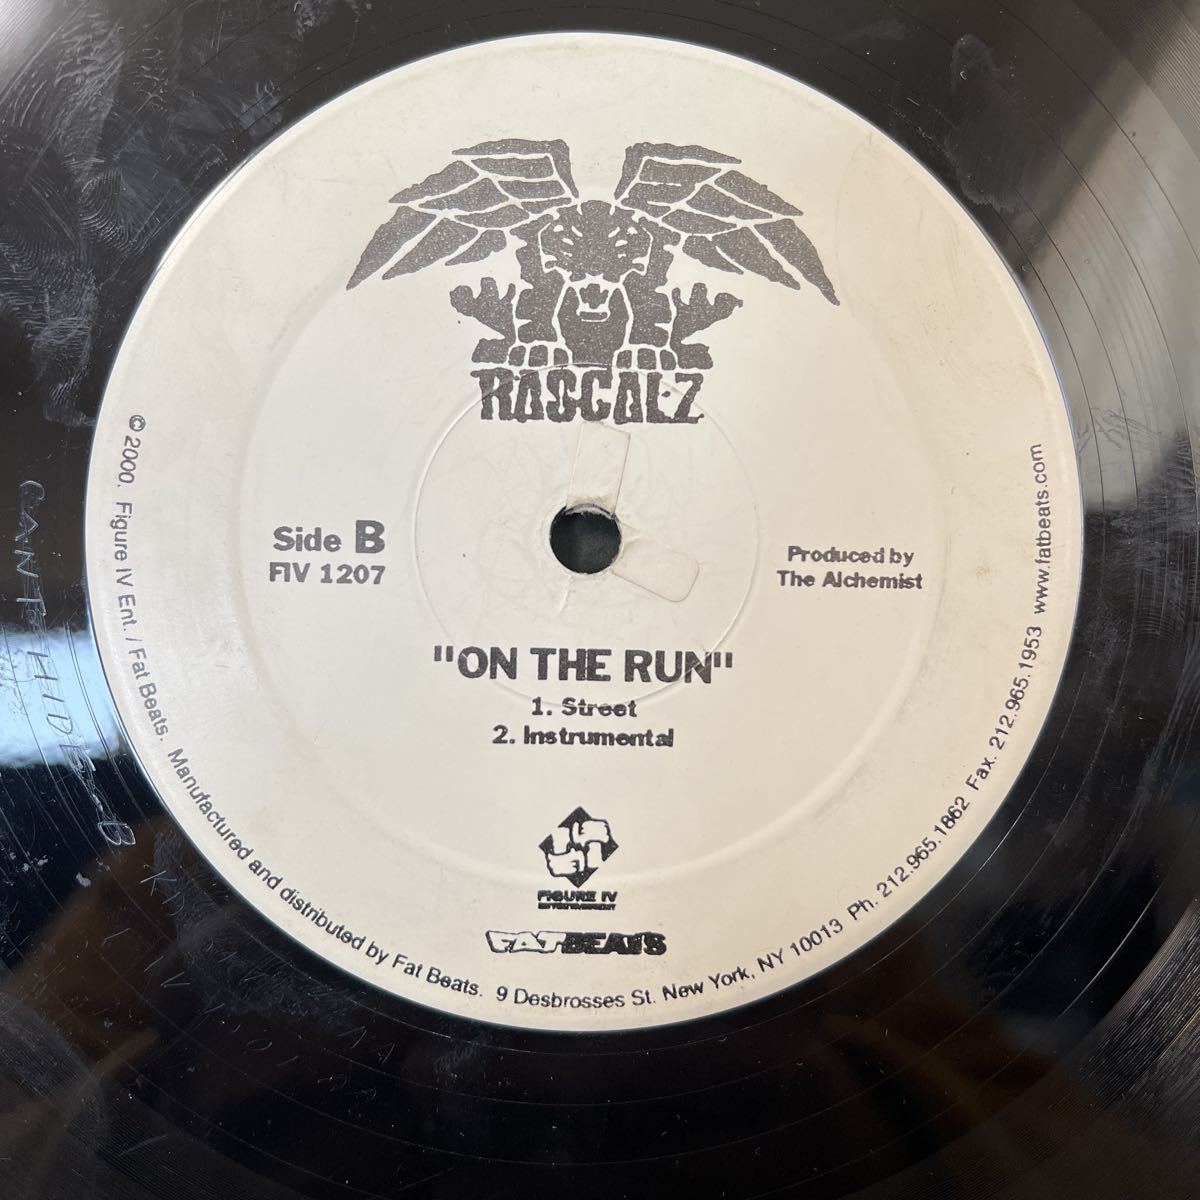 RASCALZ
Side B
FIV 1207
Produced by
The Alchemist
"ON THE RUN"
1. Street
2. Instrumental
FIGURE IV
ENTERTAINMENT
FATBEATS
© 2000. Figure IV Ent. / Fat Beats. Manufactured and distributed by Fat Beats. 9 Desbrosses St. New York, NY 10013 Ph. 212.965.1862 Fax. 212.965.1953 www.fatbeats.com